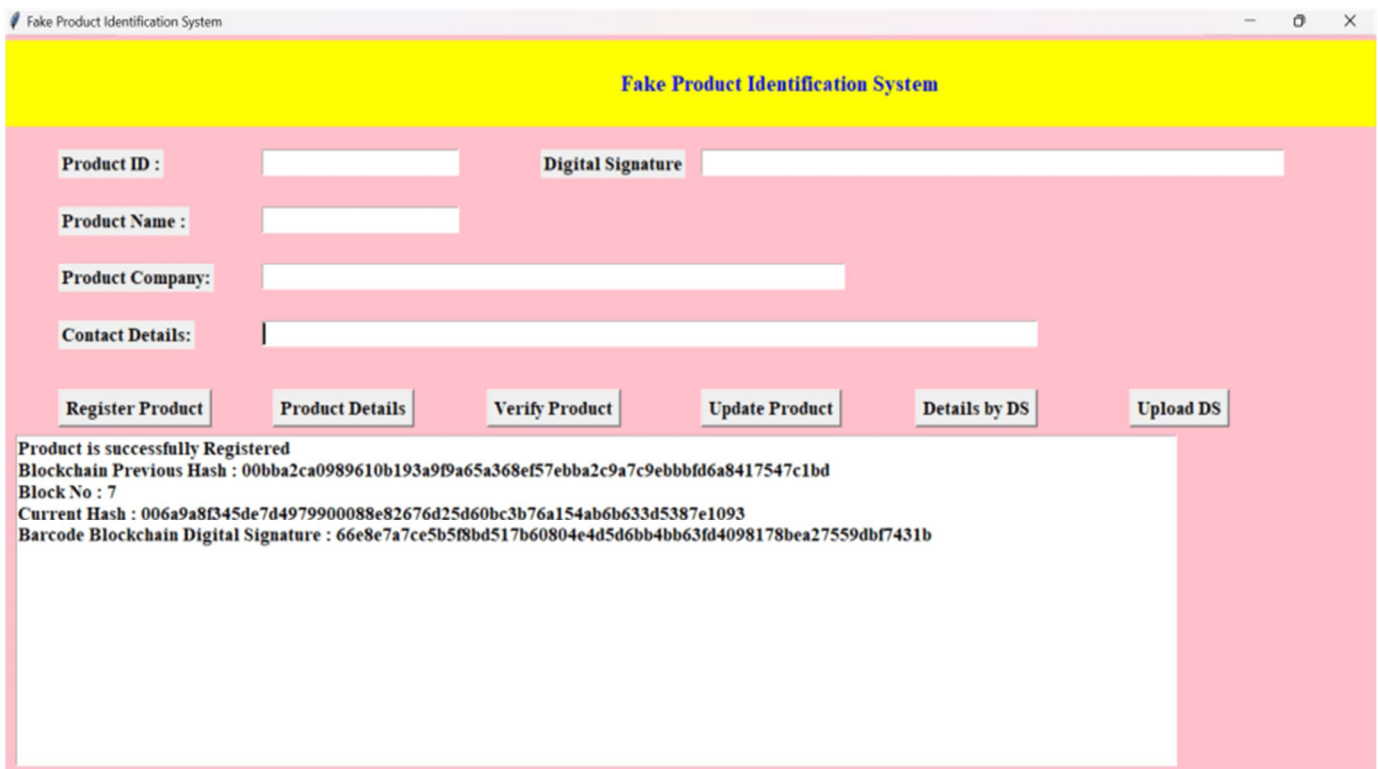 Fake Product Identification System
Fake Product Identification System
Product ID :
Digital Signature
Product Name :
Product Company:
Contact Details:
Register Product
Product Details
Verify Product
Update Product
Details by DS
Upload DS
Product is successfully Registered
Blockchain Previous Hash : 00bba2ca0989610b193a9f9a65a368ef57ebba2c9a7c9ebbbfd6a8417547c1bd
Block No : 7
Current Hash : 006a9a8f345de7d4979900088e82676d25d60bc3b76a154ab6b633d5387e1093
Barcode Blockchain Digital Signature : 66e8e7a7ce5b5f8bd517b60804e4d5d6bb4bb63fd4098178bea27559dbf7431b